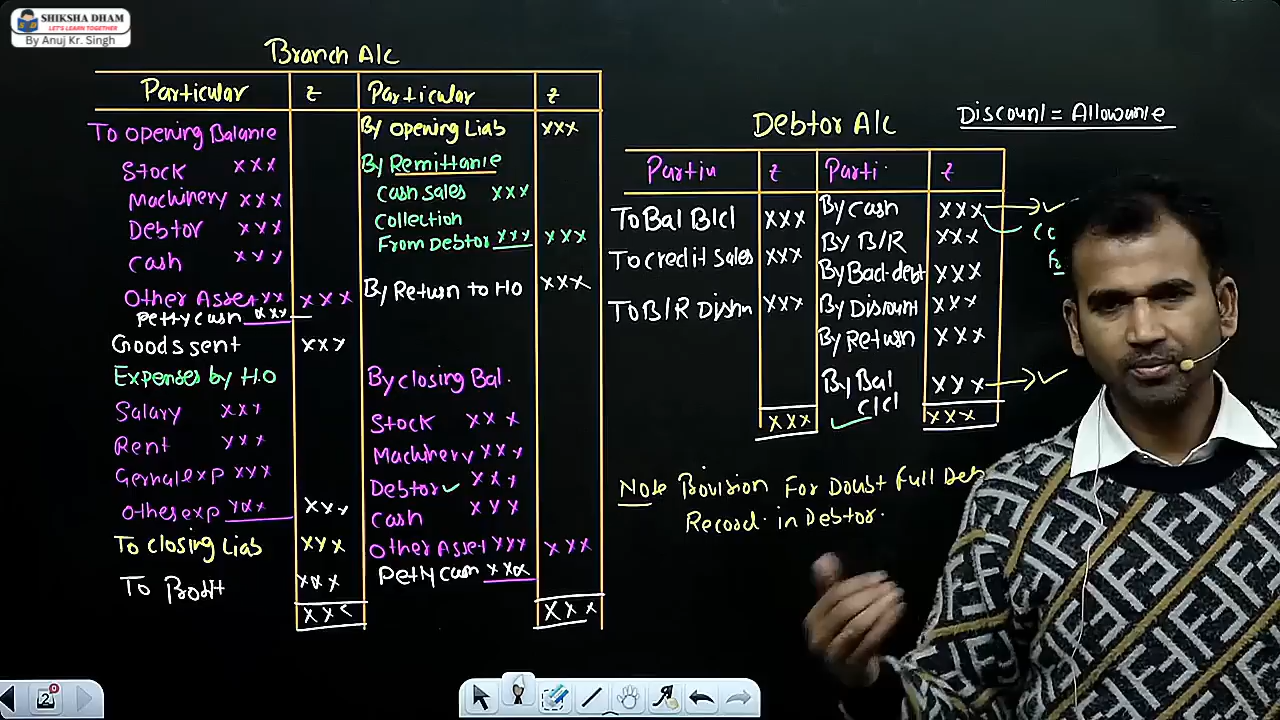 SHIKSHA DHAM
LET'S LEARN TOGETHER
By Anuj Kr. Singh
Branch A/c
Particular ₹ Particular ₹
To opening Balance
Stock xxx
Machinery xxx
Debtor xxx
cash xxx
Other Asset xx xxx
Petty cash xxx
Goods sent xxx
Expenses by H.O
Salary xxx
Rent xxx
Genral exp xxx
Other exp xxx xxx
To closing Liab xxx
To Profit xxx
xxx
By opening Liab xxx
By Remittance
Cash sales xxx
Collection
From Debtor xxx xxx
By Return to HO xxx
By closing Bal.
Stock xxx
Machinery xxx
Debtor ✓ xxx
Cash xxx
Other Asset xxx xxx
Petty cash xxx
xxx
Discount = Allowance
Debtor A/c
₹ Parti ₹
To Bal B/d xxx
To credit sales xxx
To B/R Dishn xxx
xxx
By cash xxx → ✓
By B/R xxx
By Bad debt xxx
By Discount xxx
By Return xxx
By Bal xxx → ✓
c/d
xxx
Note Provision For Doubt full
Record in Debtor.
2